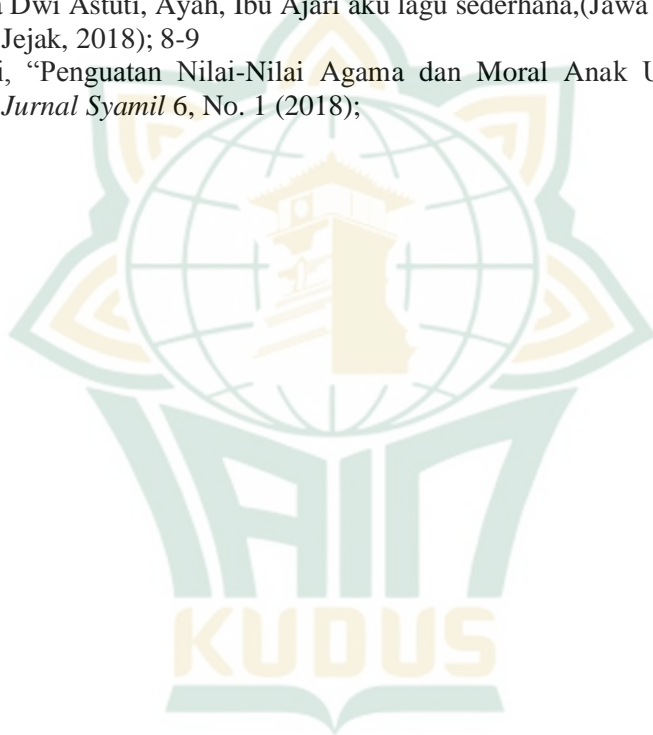 Dwi Astuti, Ayah, Ibu Ajari aku lagu sederhana,(Jawa
Jejak, 2018); 8-9
“Penguatan Nilai-Nilai Agama dan Moral Anak
Jurnal Syamil 6, No. 1 (2018);
IAIN
KUDUS